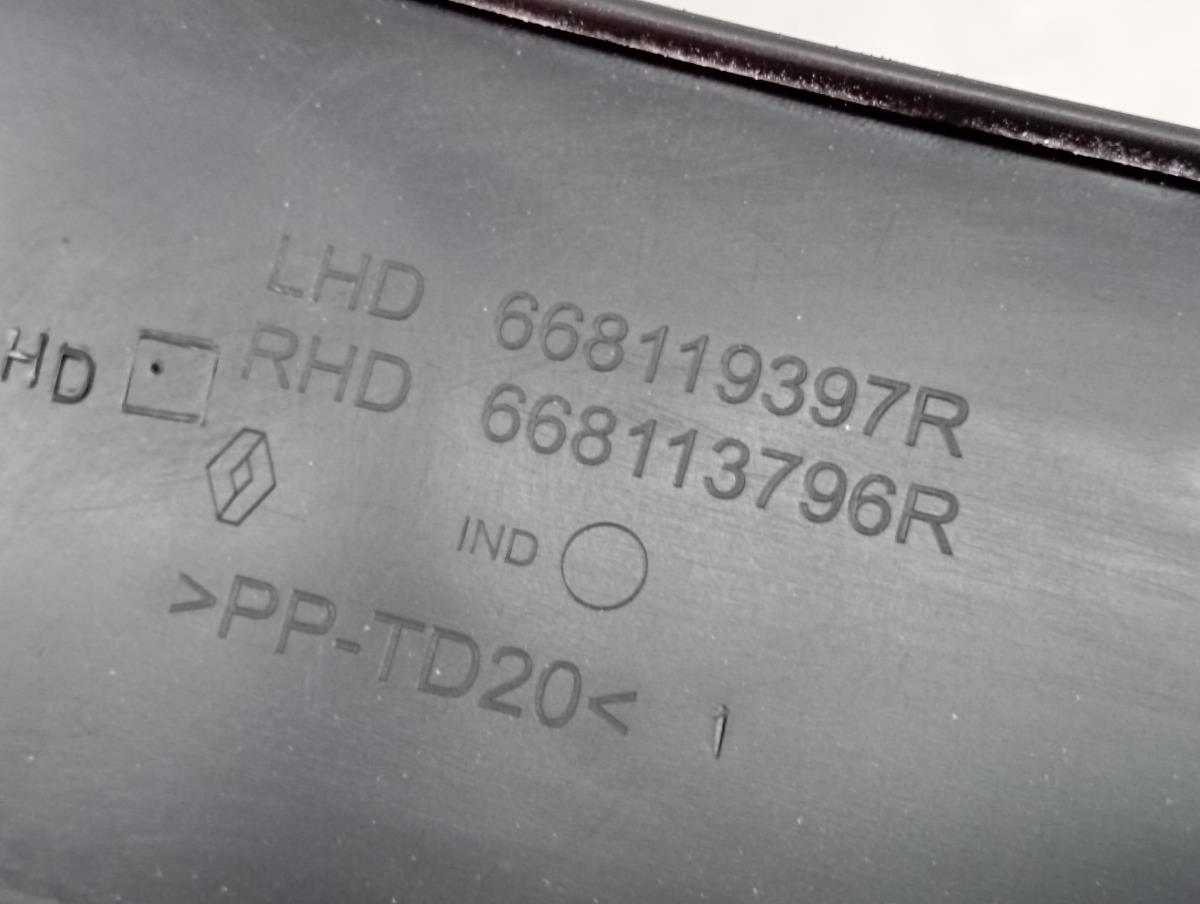 LHD 668119397R
HD RHD 668113796R
IND
>PP-TD20<